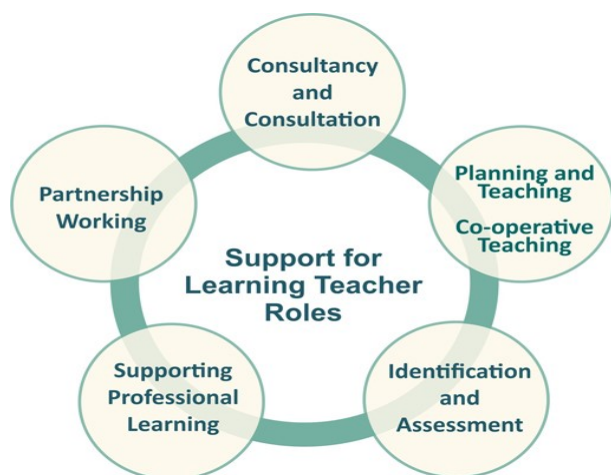 Consultancy
and
Consultation
Planning and
Teaching
Co-operative
Teaching
Identification
and
Assessment
Supporting
Professional
Learning
Partnership
Working
Support for
Learning Teacher
Roles